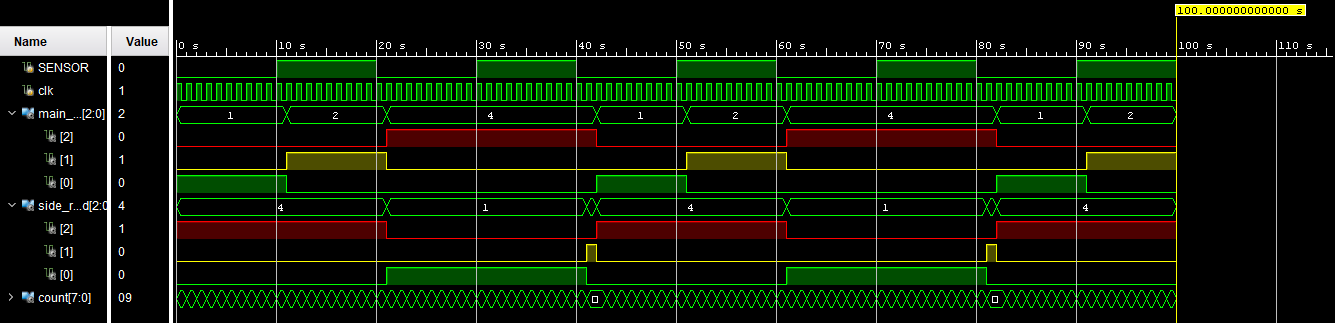 100.000000000000 s
Name Value
0 s 10 s 20 s 30 s 40 s 50 s 60 s 70 s 80 s 90 s 100 s 110 s
SENSOR 0
clk 1
main_...[2:0] 2 1 2 4 1 2 4 1 2
[2] 0
[1] 1
[0] 0
side_r...d[2:0 4 4 1 4 1 4
[2] 1
[1] 0
[0] 0
count[7:0] 09